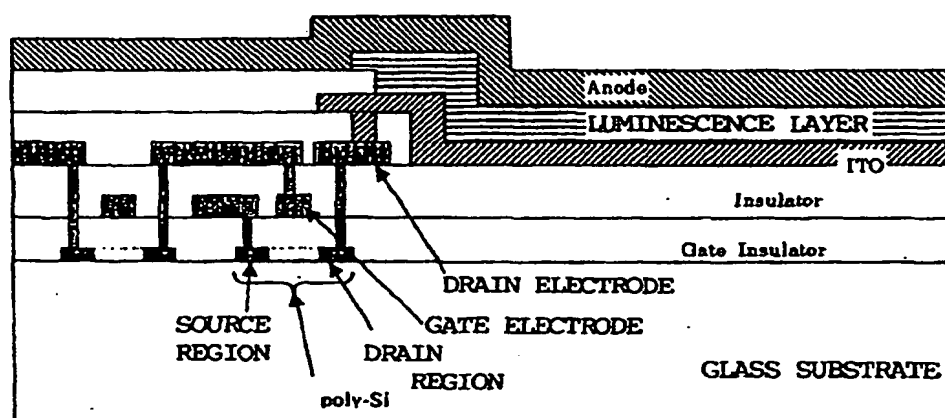 Anode
LUMINESCENCE LAYER
ITO
Insulator
Gate Insulator
DRAIN ELECTRODE
SOURCE
REGION
GATE ELECTRODE
DRAIN
REGION
poly-Si
GLASS SUBSTRATE